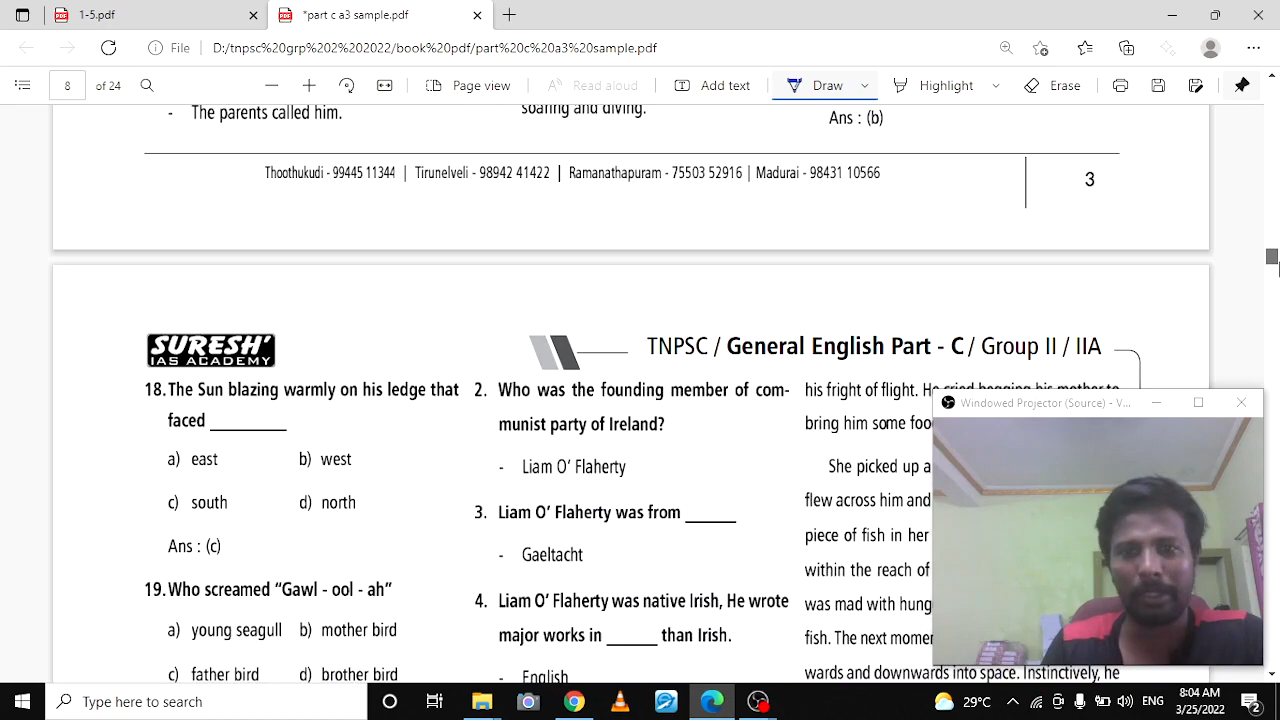 1-5.pdf
*part c a3 sample.pdf
File
D:/tnpsc%20grp%202%202022/book%20pdf/part%20c%20a3%20sample.pdf
8
of 24
Page view
Read aloud
Add text
Draw
Highlight
Erase
- The parents called him.
soaring and diving.
Ans : (b)
Thoothukudi - 99445 11344 | Tirunelveli - 98942 41422 | Ramanathapuram - 75503 52916 | Madurai - 98431 10566
3
SURESH'
IAS ACADEMY
TNPSC / General English Part - C / Group II / IIA
18. The Sun blazing warmly on his ledge that
faced ________
a) east b) west
c) south d) north
Ans : (c)
19. Who screamed “Gawl - ool - ah”
a) young seagull b) mother bird
c) father bird d) brother bird
2. Who was the founding member of com-
munist party of Ireland?
- Liam O’ Flaherty
3. Liam O’ Flaherty was from ______
- Gaeltacht
4. Liam O’ Flaherty was native Irish, He wrote
major works in ______ than Irish.
- English
his fright of flight. He cried begging his mother to
bring him some foo
She picked up a
flew across him and
piece of fish in her
within the reach of
was mad with hung
fish. The next momen
wards and downwards into space. Instinctively, he
Windowed Projector (Source) - V...
Type here to search
29°C
ENG
8:04 AM
3/25/2022
2